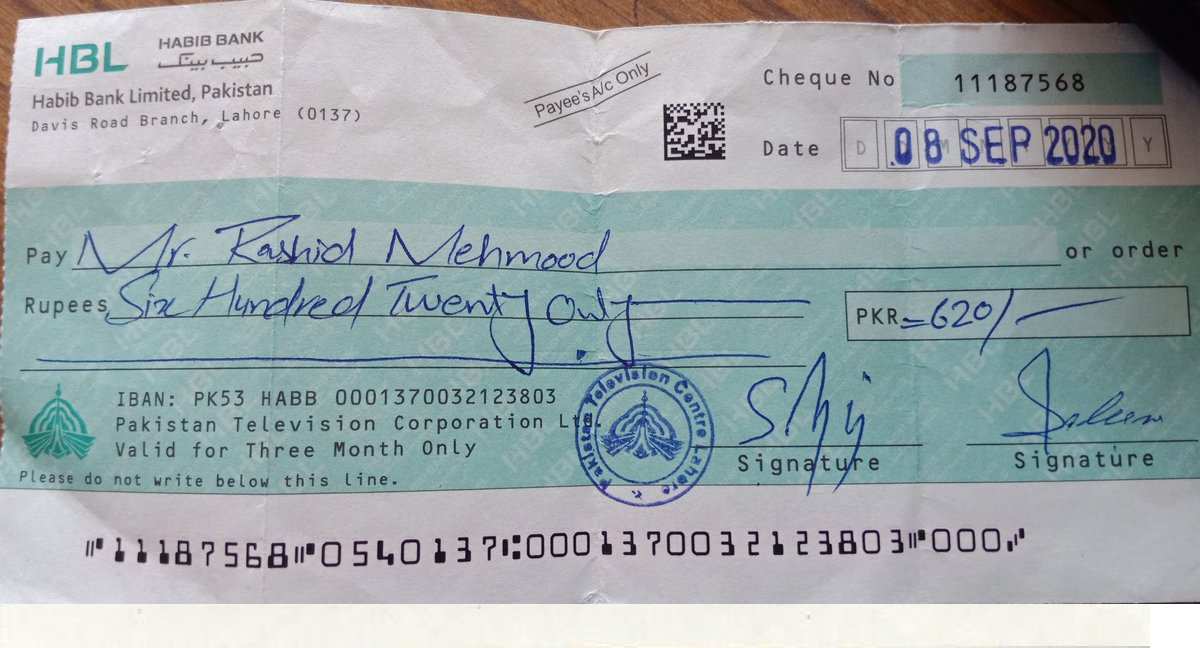 HBL HABIB BANK
حبیب بینک
Habib Bank Limited, Pakistan
Davis Road Branch, Lahore (0137)
Payee's A/c Only
Cheque No 11187568
Date 08 SEP 2020 Y
Pay Mr. Rashid Mehmood or order
Rupees Six Hundred Twenty Only
PKR =620/-
IBAN: PK53 HABB 0001370032123803
Pakistan Television Corporation Ltd.
Valid for Three Month Only
Please do not write below this line.
Pakistan Television Centre Lahore
Signature
Saleem
Signature
⑈11187568⑈0540137⑆0001370032123803⑈000⑉